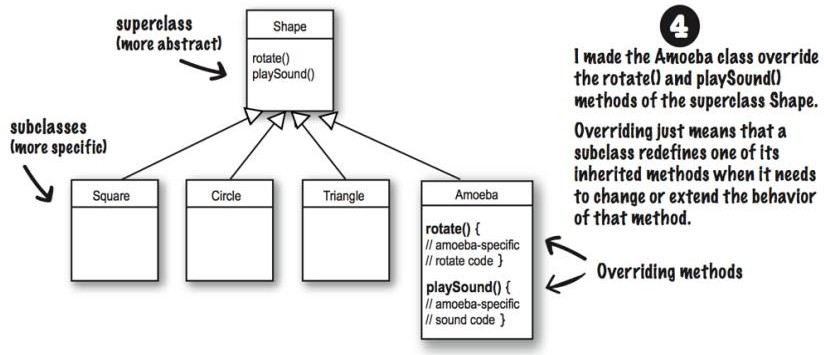 superclass
(more abstract)
Shape
rotate()
playSound()
4
I made the Amoeba class override
the rotate() and playSound()
methods of the superclass Shape.
Overriding just means that a
subclass redefines one of its
inherited methods when it needs
to change or extend the behavior
of that method.
subclasses
(more specific)
Square
Circle
Triangle
Amoeba
rotate() {
// amoeba-specific
// rotate code }
playSound() {
// amoeba-specific
// sound code }
Overriding methods